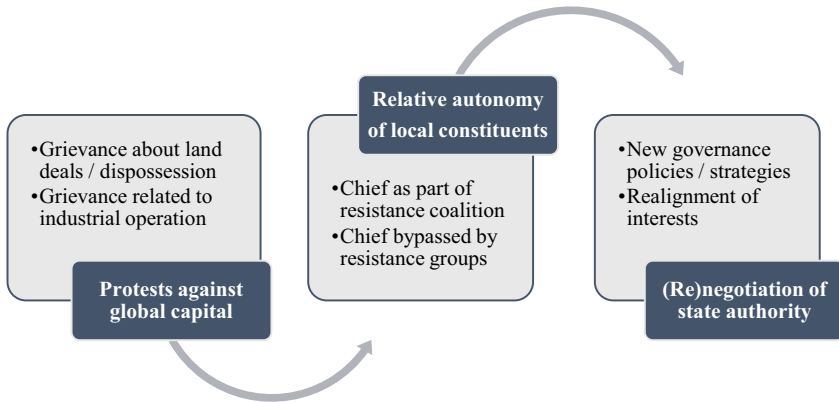 •Grievance about land
deals / dispossession
•Grievance related to
industrial operation
Protests against
global capital
Relative autonomy
of local constituents
•Chief as part of
resistance coalition
•Chief bypassed by
resistance groups
•New governance
policies / strategies
•Realignment of
interests
(Re)negotiation of
state authority